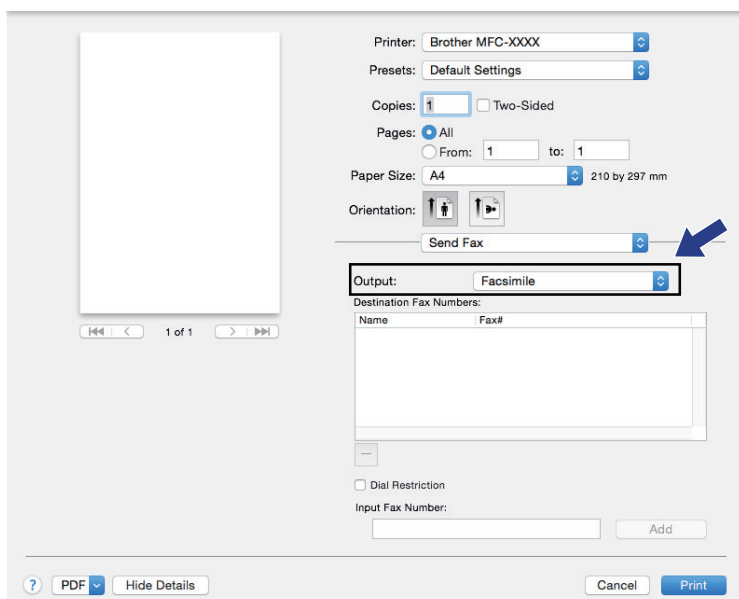 Printer: Brother MFC-XXXX
Presets: Default Settings
Copies: 1 Two-Sided
Pages: All
From: 1 to: 1
Paper Size: A4 210 by 297 mm
Orientation:
Send Fax
Output: Facsimile
Destination Fax Numbers:
Name Fax#
1 of 1
Dial Restriction
Input Fax Number:
Add
? PDF Hide Details Cancel Print